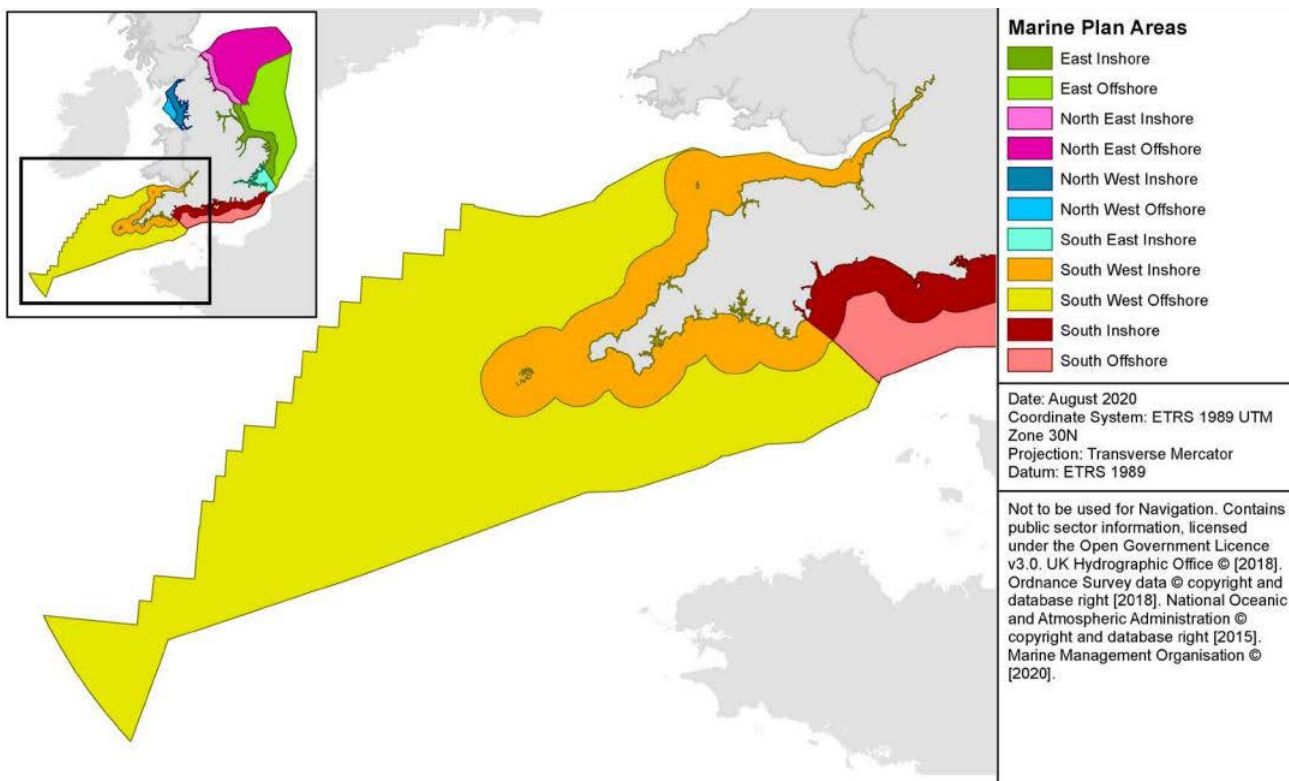 Marine Plan Areas
East Inshore
East Offshore
North East Inshore
North East Offshore
North West Inshore
North West Offshore
South East Inshore
South West Inshore
South West Offshore
South Inshore
South Offshore
Date: August 2020
Coordinate System: ETRS 1989 UTM
Zone 30N
Projection: Transverse Mercator
Datum: ETRS 1989
Not to be used for Navigation. Contains
public sector information, licensed
under the Open Government Licence
v3.0. UK Hydrographic Office © [2018].
Ordnance Survey data © copyright and
database right [2018]. National Oceanic
and Atmospheric Administration ©
copyright and database right [2015].
Marine Management Organisation ©
[2020].